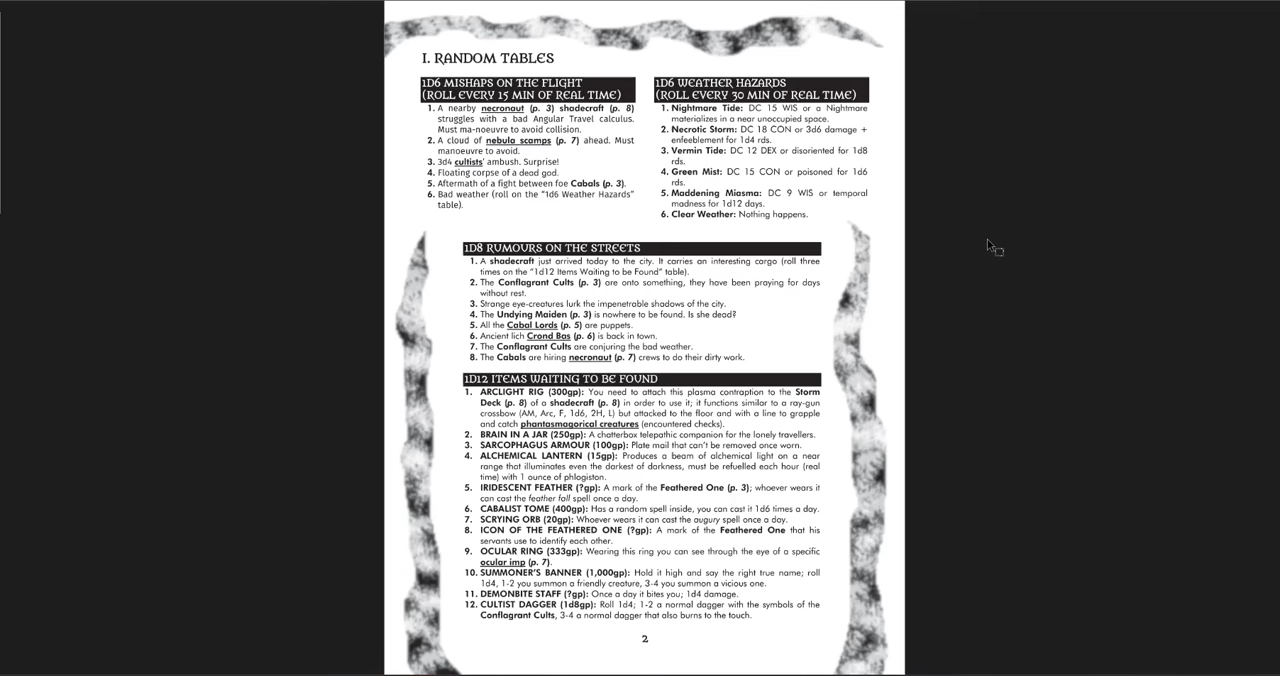 I. RANDOM TABLES
1D6 MISHAPS ON THE FLIGHT
(ROLL EVERY 15 MIN OF REAL TIME)
1. A nearby necronaut (p. 3) shadecraft (p. 8)
struggles with a bad Angular Travel calculus.
Must ma-noeuvre to avoid collision.
2. A cloud of nebula scamps (p. 7) ahead. Must
manoeuvre to avoid.
3. 3d4 cultists' ambush. Surprise!
4. Floating corpse of a dead god.
5. Aftermath of a fight between foe Cabals (p. 3).
6. Bad weather (roll on the "1d6 Weather Hazards"
table).
1D6 WEATHER HAZARDS
(ROLL EVERY 30 MIN OF REAL TIME)
1. Nightmare Tide: DC 15 WIS or a Nightmare
materializes in a near unoccupied space.
2. Necrotic Storm: DC 18 CON or 3d6 damage +
enfeeblement for 1d4 rds.
3. Vermin Tide: DC 12 DEX or disoriented for 1d8
rds.
4. Green Mist: DC 15 CON or poisoned for 1d6
rds.
5. Maddening Miasma: DC 9 WIS or temporal
madness for 1d12 days.
6. Clear Weather: Nothing happens.
1D8 RUMOURS ON THE STREETS
1. A shadecraft just arrived today to the city. It carries an interesting cargo (roll three
times on the "1d12 Items Waiting to be Found" table).
2. The Conflagrant Cults (p. 3) are onto something, they have been praying for days
without rest.
3. Strange eye-creatures lurk the impenetrable shadows of the city.
4. The Undying Maiden (p. 3) is nowhere to be found. Is she dead?
5. All the Cabal Lords (p. 5) are puppets.
6. Ancient lich Crond Bas (p. 6) is back in town.
7. The Conflagrant Cults are conjuring the bad weather.
8. The Cabals are hiring necronaut (p. 7) crews to do their dirty work.
1D12 ITEMS WAITING TO BE FOUND
1. ARCLIGHT RIG (300gp): You need to attach this plasma contraption to the Storm
Deck (p. 8) of a shadecraft (p. 8) in order to use it; it functions similar to a ray-gun
crossbow (AM, Arc, F, 1d6, 2H, L) but attacked to the floor and with a line to grapple
and catch phantasmagorical creatures (encountered checks).
2. BRAIN IN A JAR (250gp): A chatterbox telepathic companion for the lonely travellers.
3. SARCOPHAGUS ARMOUR (100gp): Plate mail that can't be removed once worn.
4. ALCHEMICAL LANTERN (15gp): Produces a beam of alchemical light on a near
range that illuminates even the darkest of darkness, must be refuelled each hour (real
time) with 1 ounce of phlogiston.
5. IRIDESCENT FEATHER (?gp): A mark of the Feathered One (p. 3); whoever wears it
can cast the feather fall spell once a day.
6. CABALIST TOME (400gp): Has a random spell inside, you can cast it 1d6 times a day.
7. SCRYING ORB (20gp): Whoever wears it can cast the augury spell once a day.
8. ICON OF THE FEATHERED ONE (?gp): A mark of the Feathered One that his
servants use to identify each other.
9. OCULAR RING (333gp): Wearing this ring you can see through the eye of a specific
ocular imp (p. 7).
10. SUMMONER'S BANNER (1,000gp): Hold it high and say the right true name; roll
1d4, 1-2 you summon a friendly creature, 3-4 you summon a vicious one.
11. DEMONBITE STAFF (?gp): Once a day it bites you; 1d4 damage.
12. CULTIST DAGGER (1d8gp): Roll 1d4; 1-2 a normal dagger with the symbols of the
Conflagrant Cults, 3-4 a normal dagger that also burns to the touch.
2